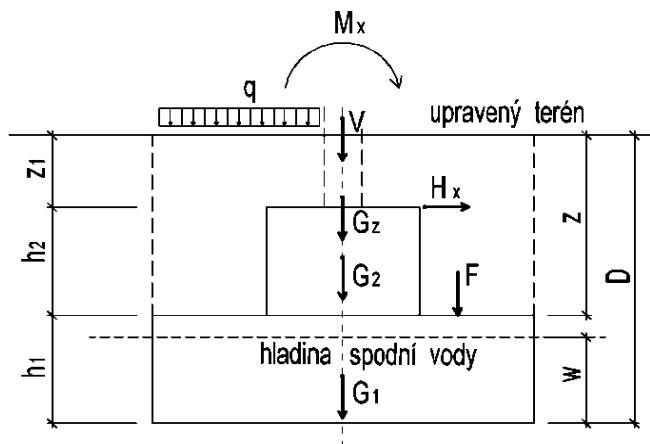 Mx
q
V
upravený terén
z1
Hx
Gz
z
h2
G2
F
D
hladina spodní vody
h1
w
G1